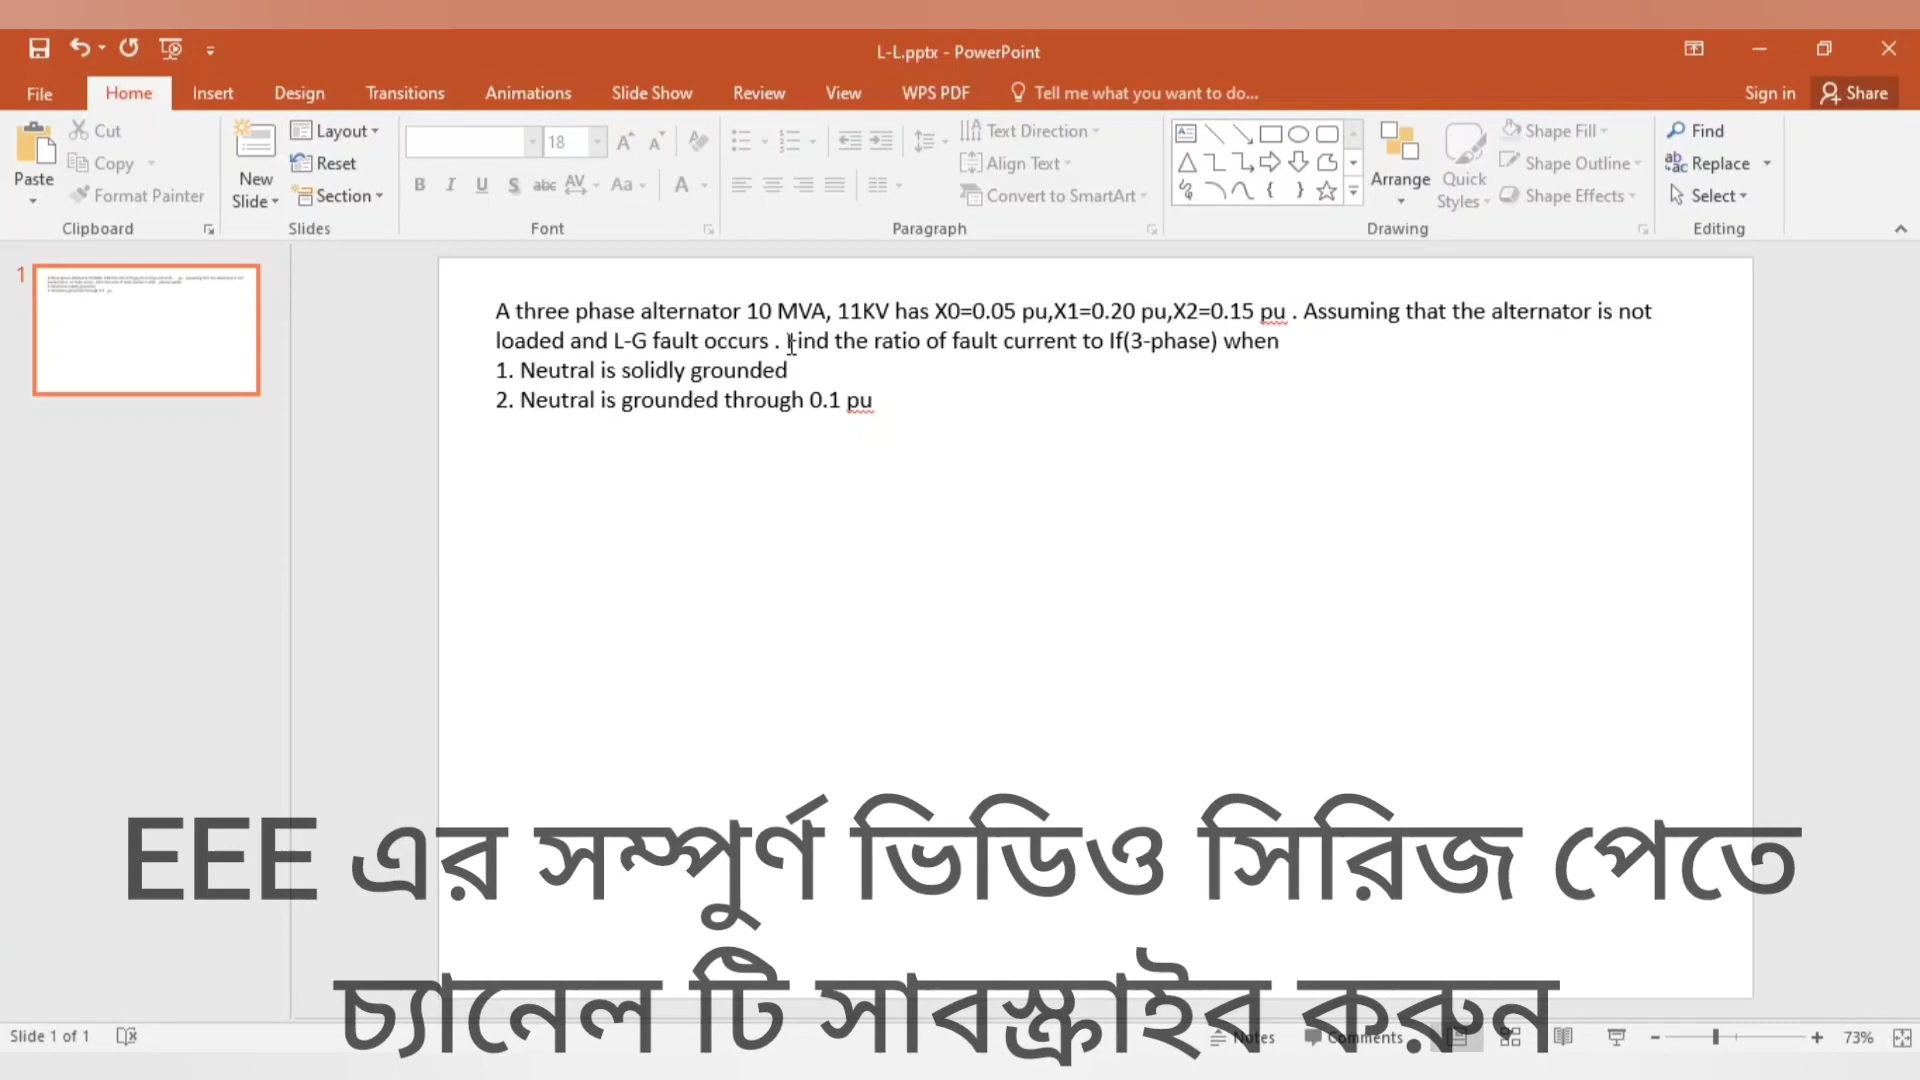 L-L.pptx - PowerPoint
File Home Insert Design Transitions Animations Slide Show Review View WPS PDF Tell me what you want to do... Sign in Share
Paste
Cut
Copy
Format Painter
Clipboard
New Slide
Layout
Reset
Section
Slides
18
B I U S abc AV Aa A
Font
Text Direction
Align Text
Convert to SmartArt
Paragraph
Arrange
Quick Styles
Shape Fill
Shape Outline
Shape Effects
Drawing
Find
Replace
Select
Editing
1
A three phase alternator 10 MVA, 11KV has X0=0.05 pu,X1=0.20 pu,X2=0.15 pu . Assuming that the alternator is not
loaded and L-G fault occurs . Find the ratio of fault current to If(3-phase) when
1. Neutral is solidly grounded
2. Neutral is grounded through 0.1 pu
EEE এর সম্পুর্ণ ভিডিও সিরিজ পেতে
চ্যানেল টি সাবস্ক্রাইব করুন
Slide 1 of 1 Notes Comments 73%